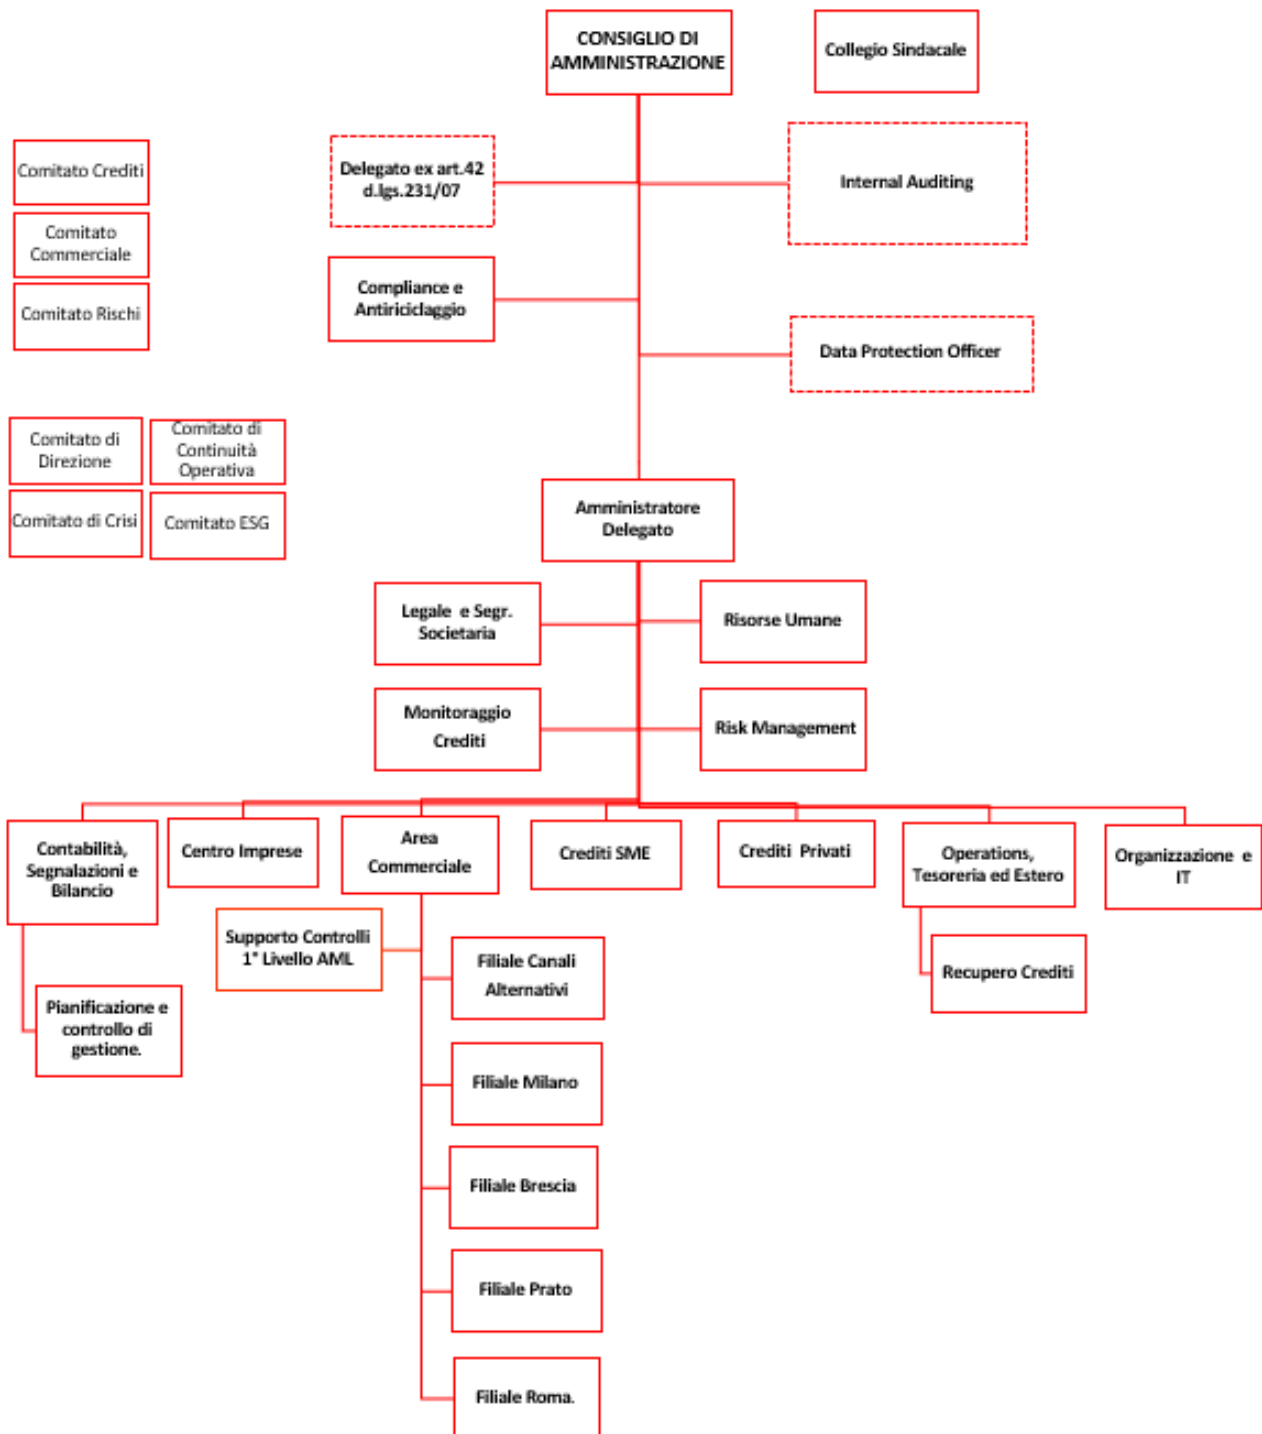 CONSIGLIO DI
AMMINISTRAZIONE
Collegio Sindacale
Comitato Crediti
Delegato ex art.42
d.lgs.231/07
Internal Auditing
Comitato
Commerciale
Compliance e
Antiriciclaggio
Comitato Rischi
Data Protection Officer
Comitato di
Direzione
Comitato di
Continuità
Operativa
Comitato di Crisi
Comitato ESG
Amministratore
Delegato
Legale e Segr.
Societaria
Risorse Umane
Monitoraggio
Crediti
Risk Management
Contabilità,
Segnalazioni e
Bilancio
Centro Imprese
Area
Commerciale
Crediti SME
Crediti Privati
Operations,
Tesoreria ed Estero
Organizzazione e
IT
Supporto Controlli
1° Livello AML
Filiale Canali
Alternativi
Recupero Crediti
Pianificazione e
controllo di
gestione.
Filiale Milano
Filiale Brescia
Filiale Prato
Filiale Roma.